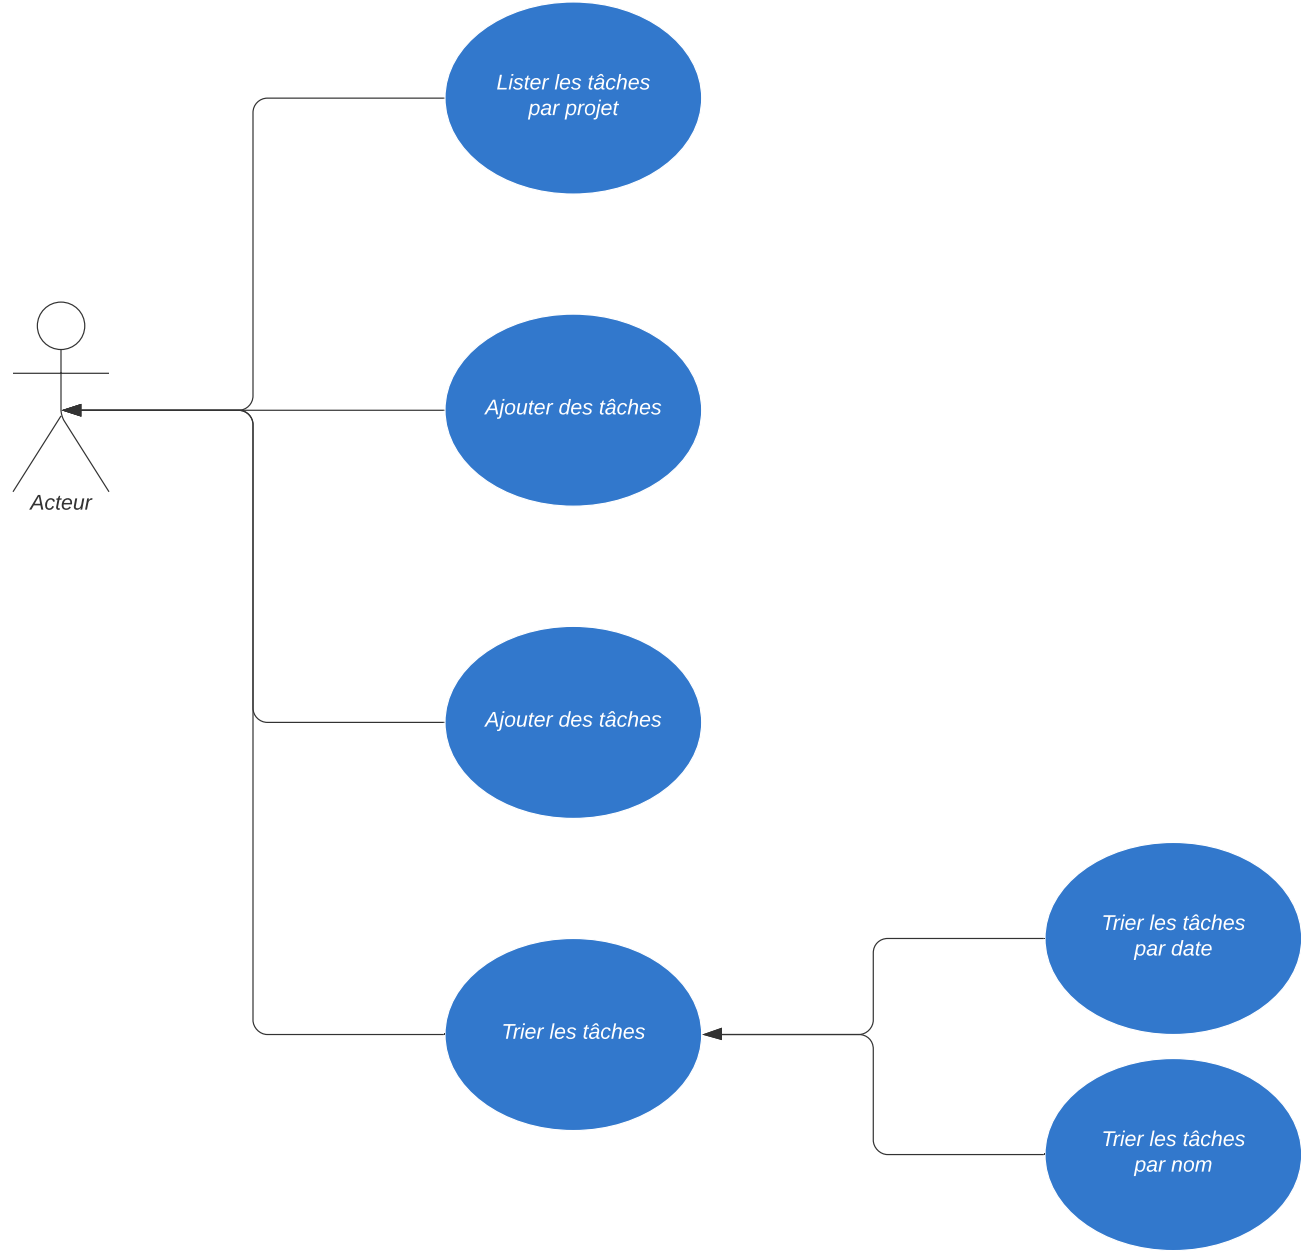 Lister les tâches
par projet
Ajouter des tâches
Acteur
Ajouter des tâches
Trier les tâches
Trier les tâches
par date
Trier les tâches
par nom